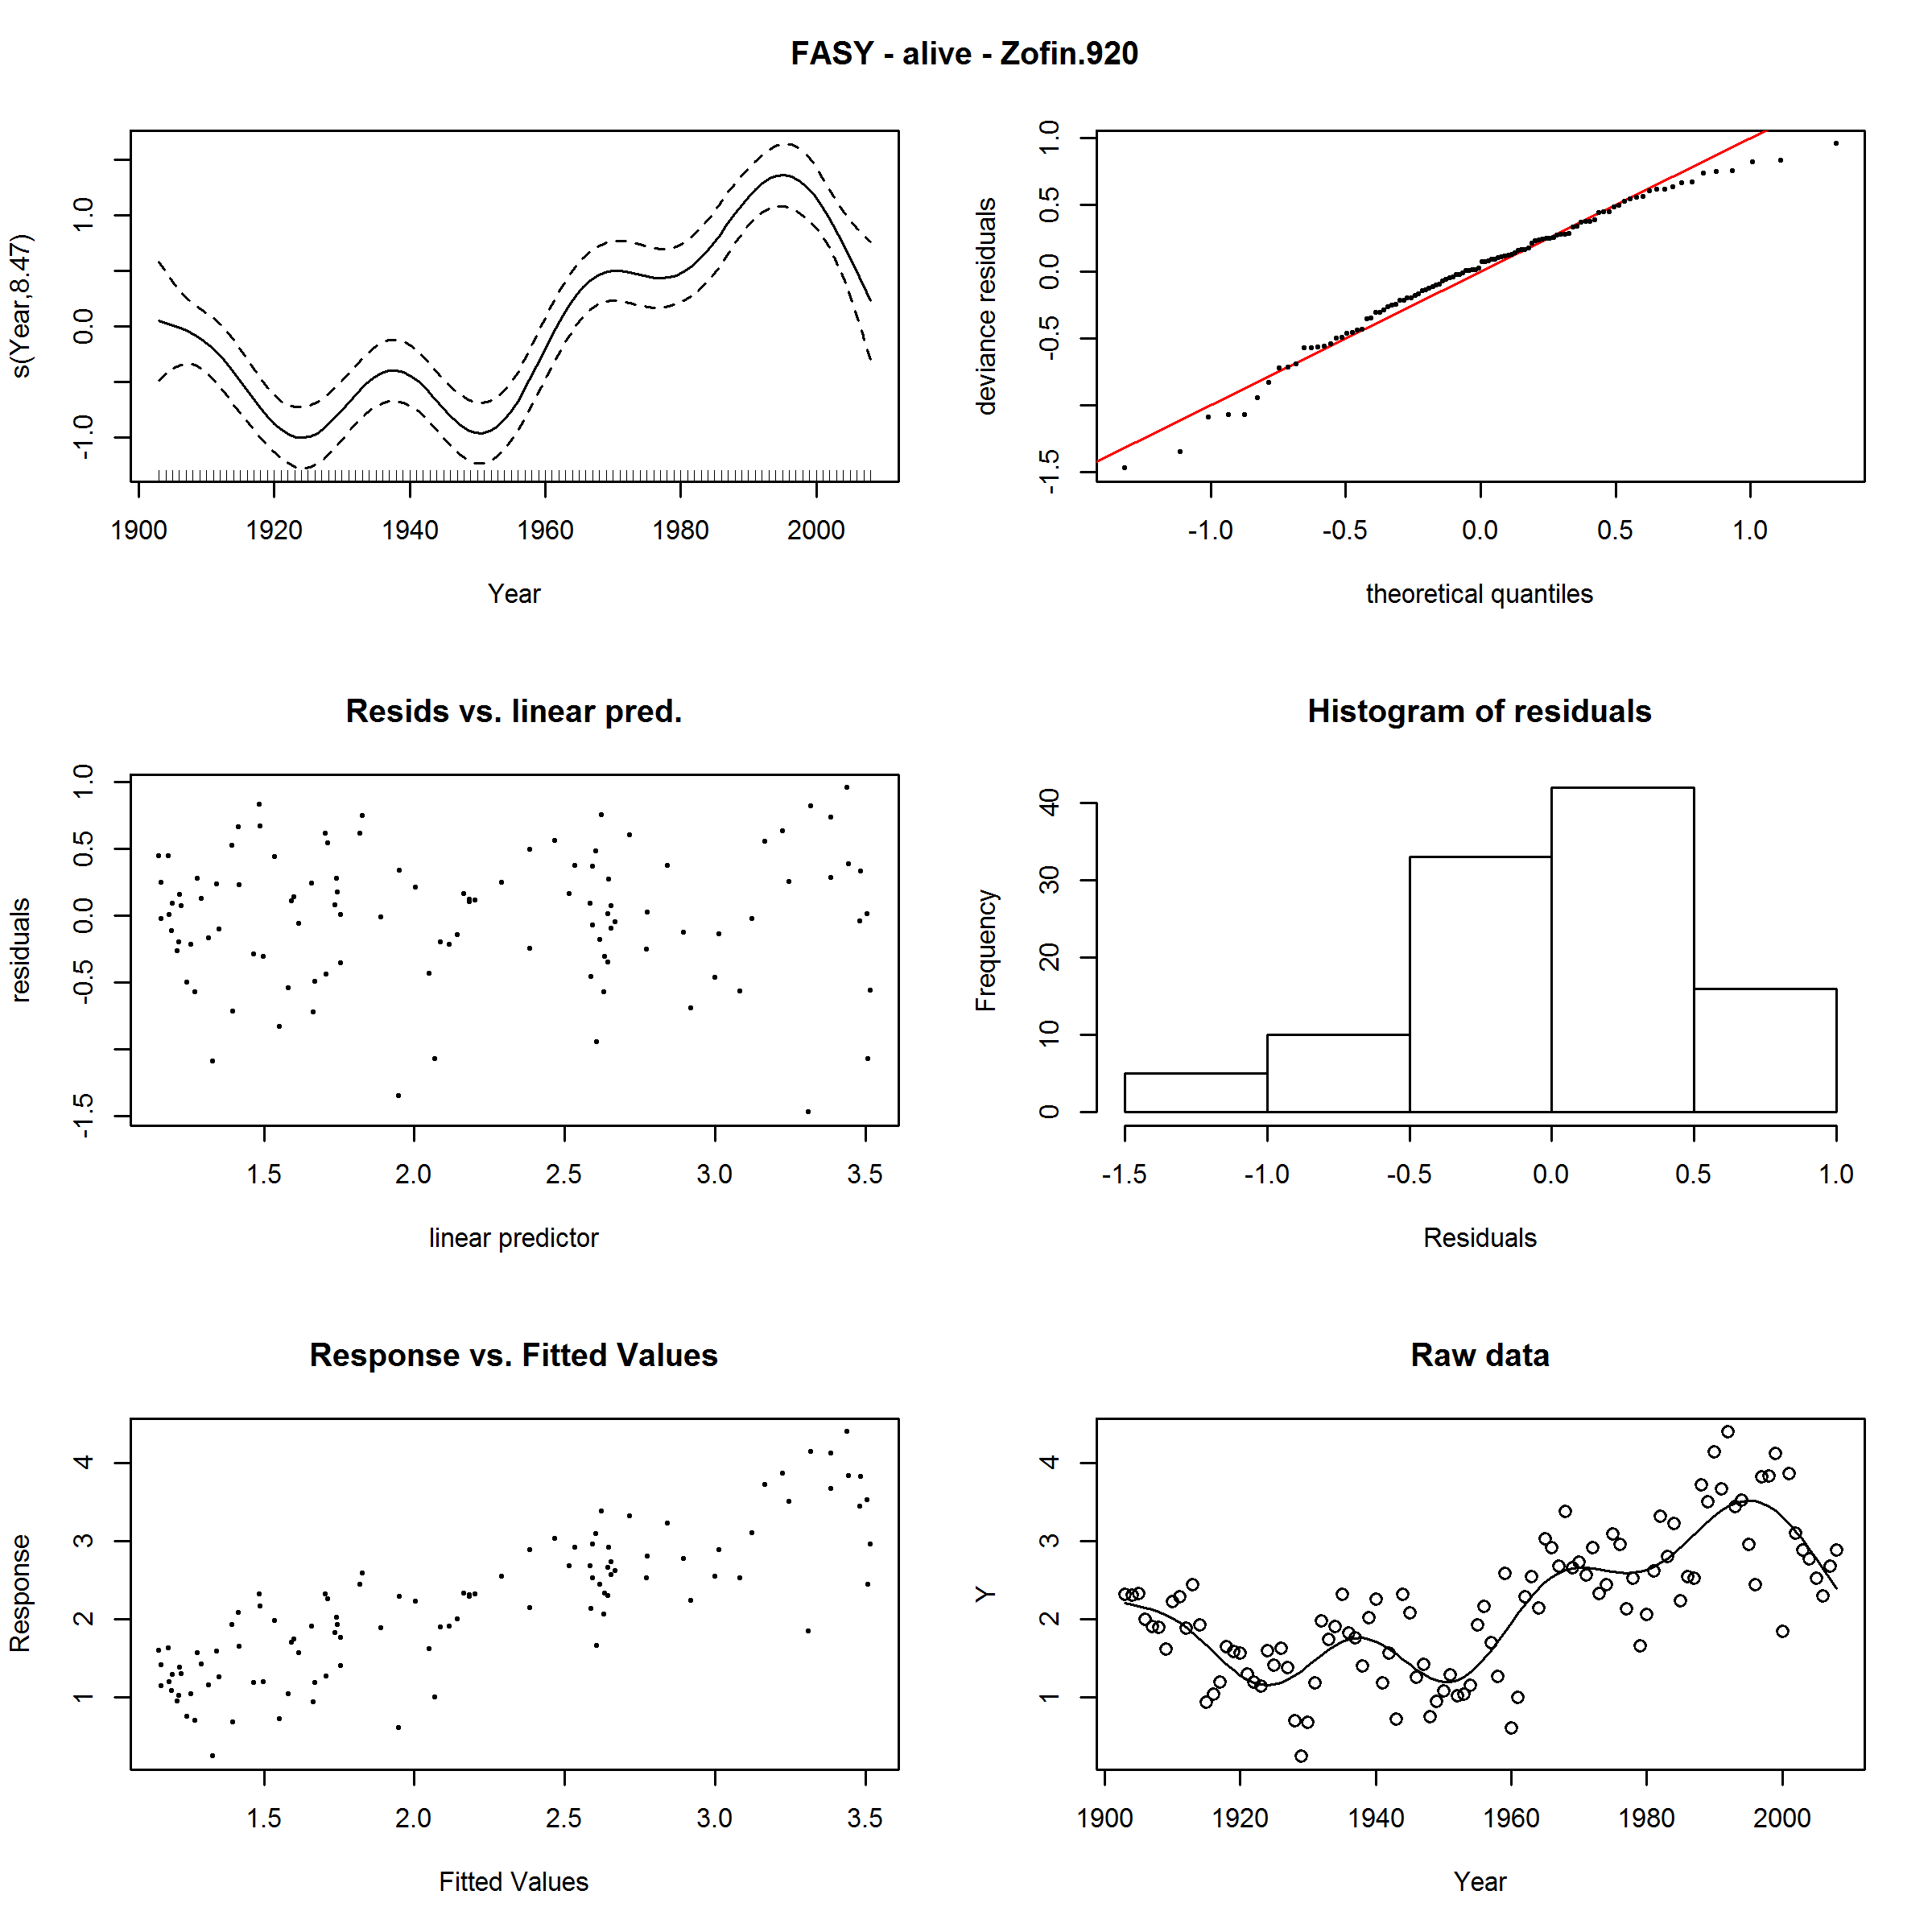 FASY - alive - Zofin.920
s(Year,8.47)
-1.0 0.0 1.0
1900 1920 1940 1960 1980 2000
Year
deviance residuals
-1.5 -0.5 0.0 0.5 1.0
-1.0 -0.5 0.0 0.5 1.0
theoretical quantiles
Resids vs. linear pred.
residuals
-1.5 -0.5 0.0 0.5 1.0
1.5 2.0 2.5 3.0 3.5
linear predictor
Histogram of residuals
Frequency
0 10 20 30 40
-1.5 -1.0 -0.5 0.0 0.5 1.0
Residuals
Response vs. Fitted Values
Response
1 2 3 4
1.5 2.0 2.5 3.0 3.5
Fitted Values
Raw data
Y
1 2 3 4
1900 1920 1940 1960 1980 2000
Year